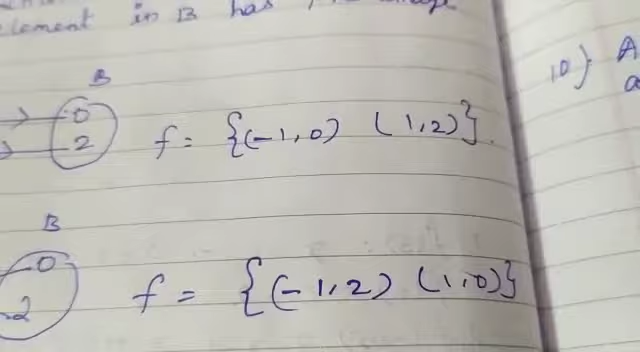 element in B has
10) A
B
0
2 f = {(-1,0) (1,2)}.
B
0
2 f = {(-1,2) (1,0)}